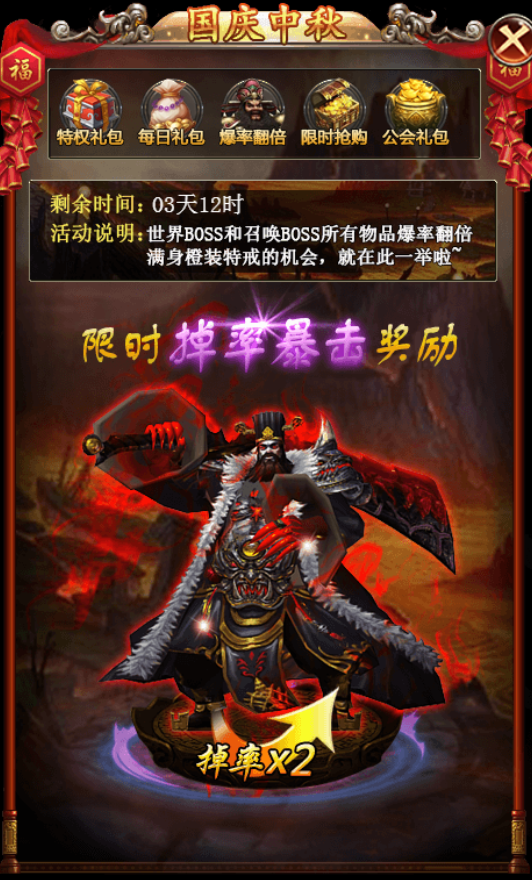 国庆中秋
福
福
特权礼包 每日礼包 爆率翻倍 限时抢购 公会礼包
剩余时间：03天12时
活动说明：世界BOSS和召唤BOSS所有物品爆率翻倍
满身橙装特戒的机会，就在此一举啦~
限时掉率暴击奖励
掉率x2